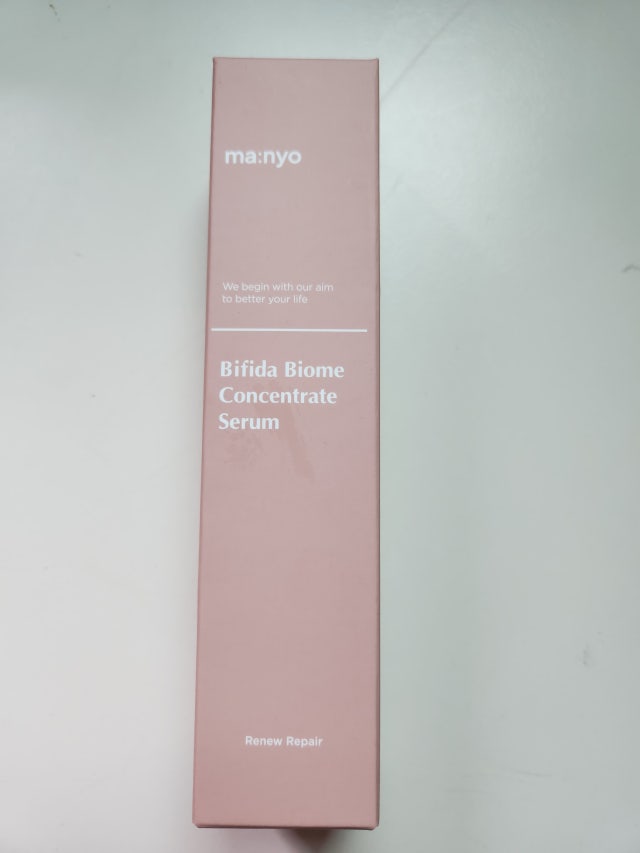 ma:nyo
We begin with our aim
to better your life
Bifida Biome
Concentrate
Serum
Renew Repair